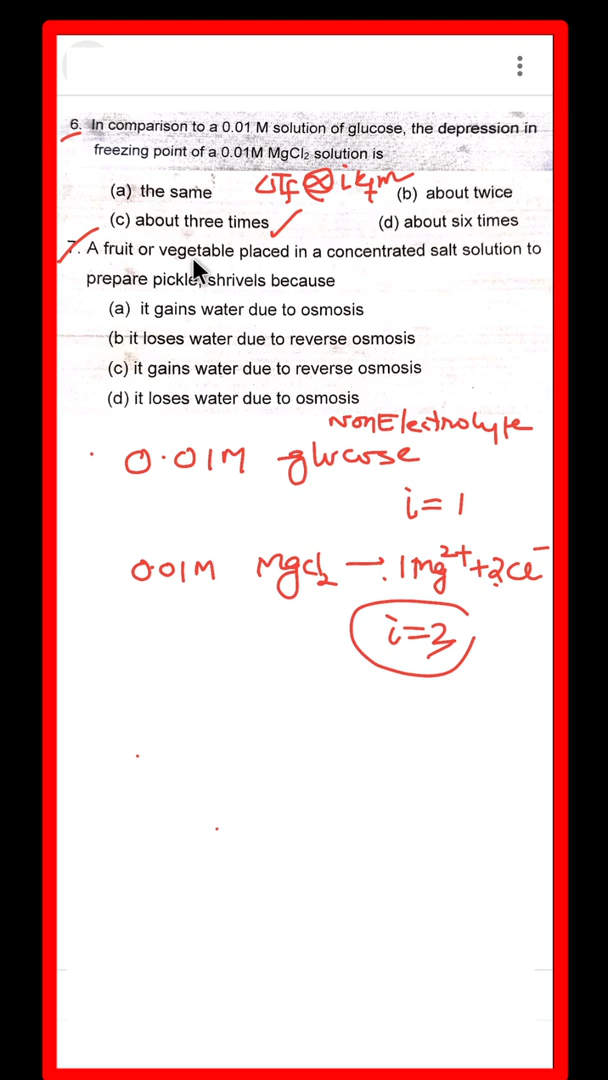 6. In comparison to a 0.01 M solution of glucose, the depression in
freezing point of a 0.01M MgCl₂ solution is
ΔTf ∝ i kf m
(a) the same (b) about twice
(c) about three times ✓ (d) about six times
7. A fruit or vegetable placed in a concentrated salt solution to
prepare pickle, shrivels because
(a) it gains water due to osmosis
(b it loses water due to reverse osmosis
(c) it gains water due to reverse osmosis
(d) it loses water due to osmosis
NonElectrolyte
0.01M glucose
i = 1
0.01M MgCl₂ → 1Mg²⁺ + 2Cl⁻
i=3